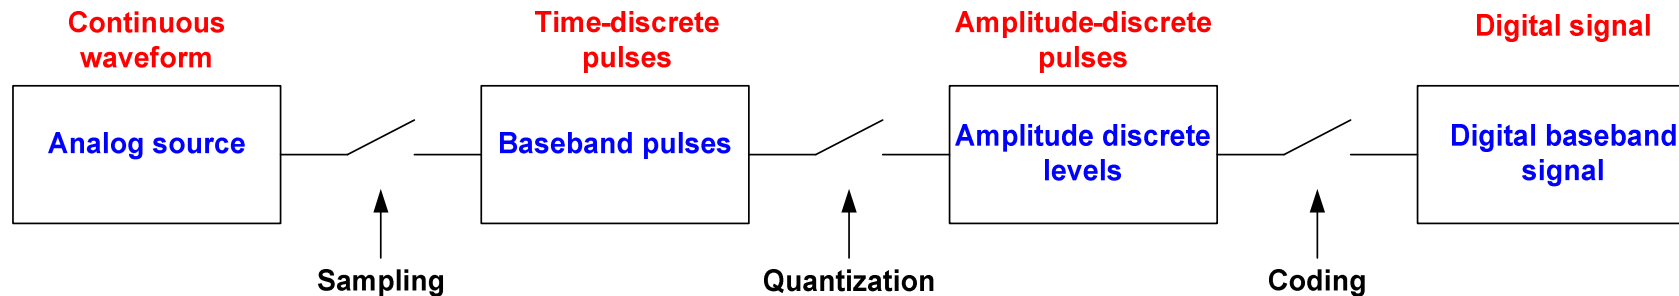 Continuous
waveform
Time-discrete
pulses
Amplitude-discrete
pulses
Digital signal
Analog source
Baseband pulses
Amplitude discrete
levels
Digital baseband
signal
Sampling
Quantization
Coding